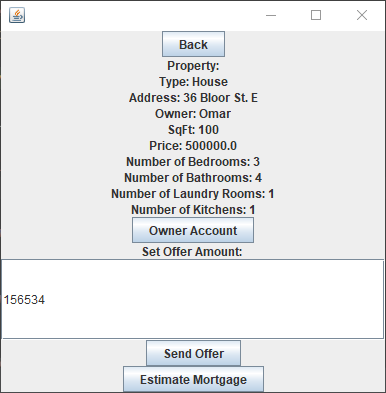 Back
Property:
Type: House
Address: 36 Bloor St. E
Owner: Omar
SqFt: 100
Price: 500000.0
Number of Bedrooms: 3
Number of Bathrooms: 4
Number of Laundry Rooms: 1
Number of Kitchens: 1
Owner Account
Set Offer Amount:
156534
Send Offer
Estimate Mortgage